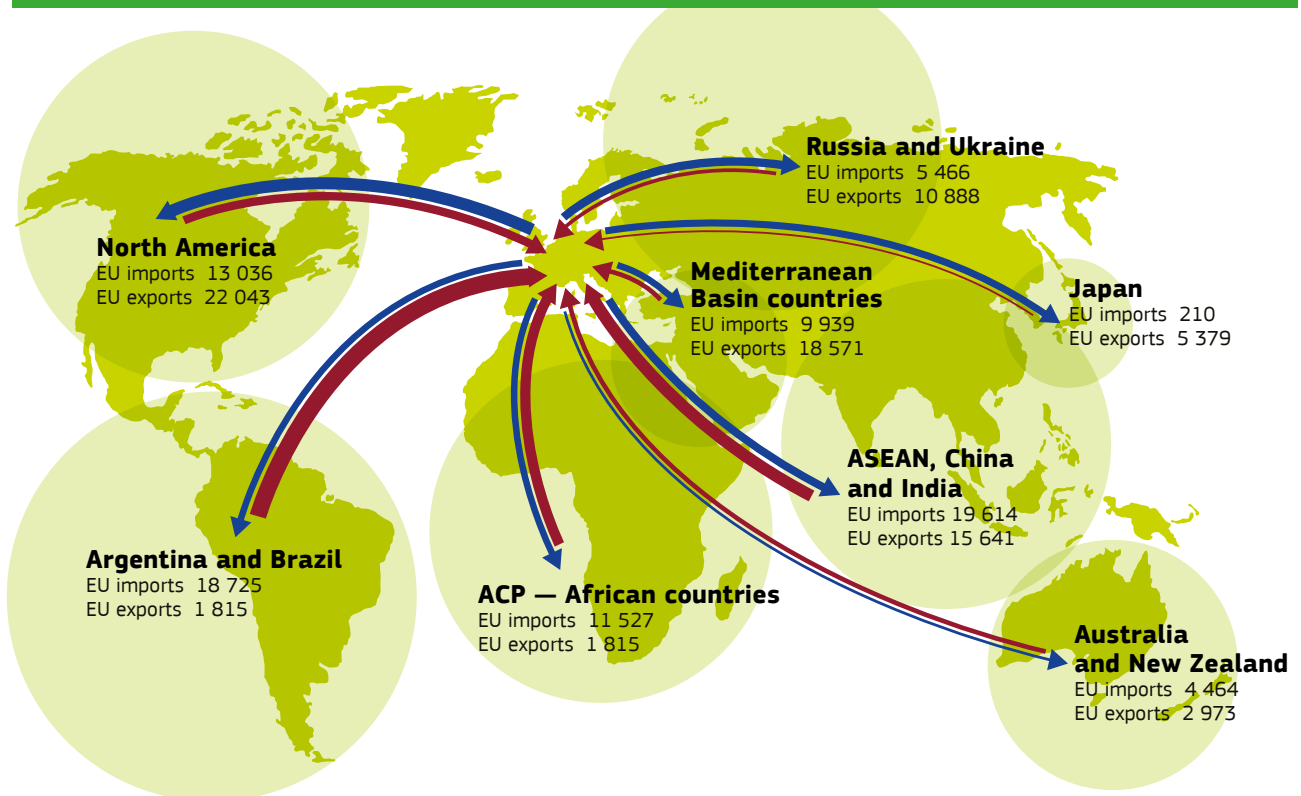 Russia and Ukraine
EU imports 5 466
EU exports 10 888
North America
EU imports 13 036
EU exports 22 043
Mediterranean
Basin countries
EU imports 9 939
EU exports 18 571
Japan
EU imports 210
EU exports 5 379
ASEAN, China
and India
EU imports 19 614
EU exports 15 641
Argentina and Brazil
EU imports 18 725
EU exports 1 815
ACP — African countries
EU imports 11 527
EU exports 1 815
Australia
and New Zealand
EU imports 4 464
EU exports 2 973